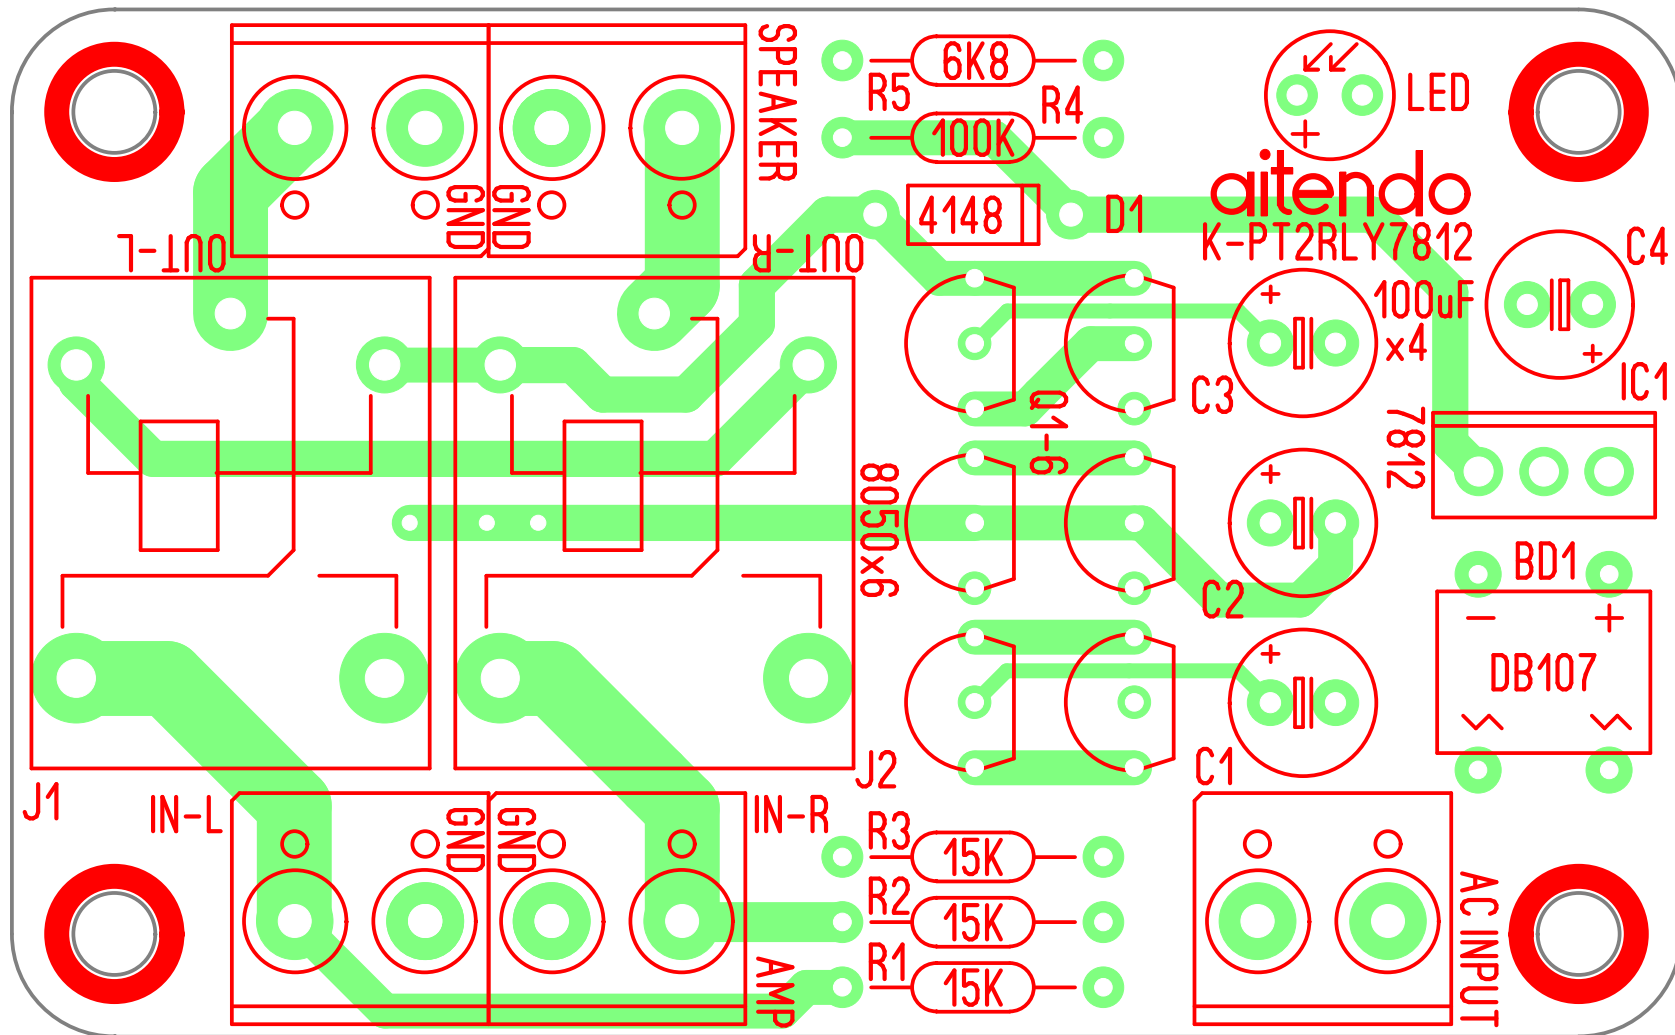 SPEAKER
R5
6K8
R4
100K
LED
GND
GND
4148
D1
aitendo
K-PT2RLY7812
OUT-L
OUT-R
C4
100uF
x4
C3
IC1
7812
Q1-6
8050x6
BD1
C2
DB107
C1
J1
J2
IN-L
GND
GND
IN-R
R3
15K
R2
15K
R1
15K
AMP
AC INPUT